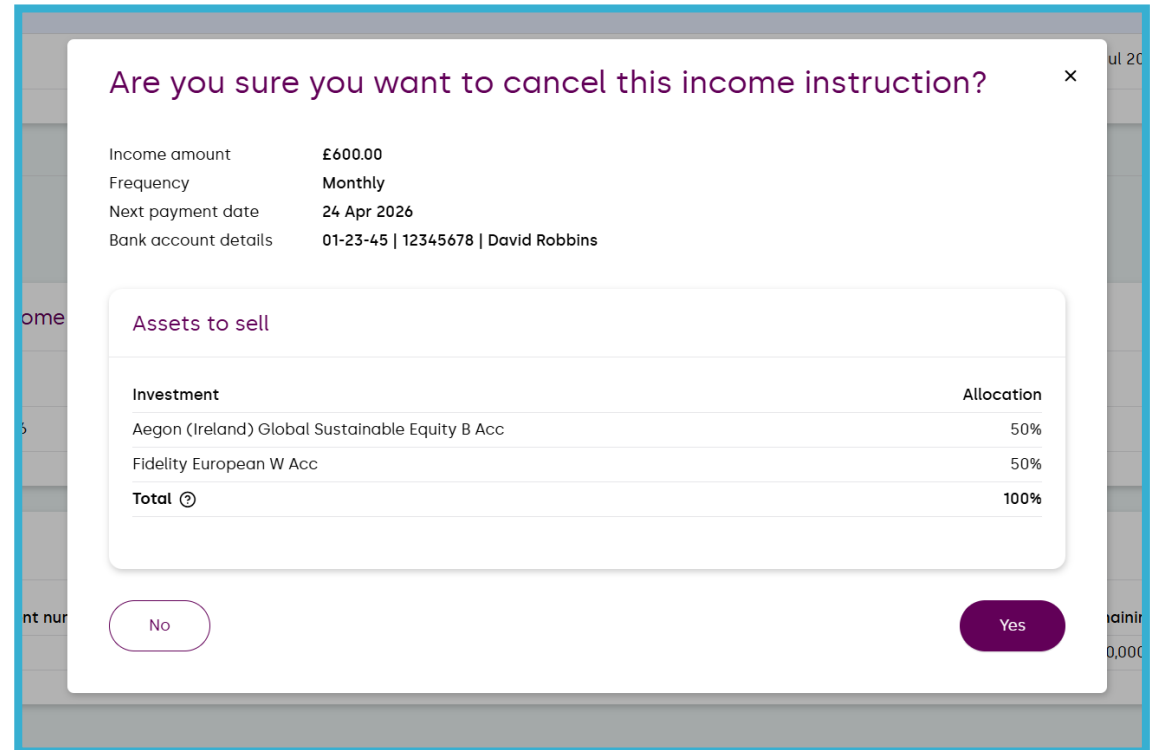 Are you sure you want to cancel this income instruction?
Income amount £600.00
Frequency Monthly
Next payment date 24 Apr 2026
Bank account details 01-23-45 | 12345678 | David Robbins
Assets to sell
Investment Allocation
Aegon (Ireland) Global Sustainable Equity B Acc 50%
Fidelity European W Acc 50%
Total ? 100%
No Yes